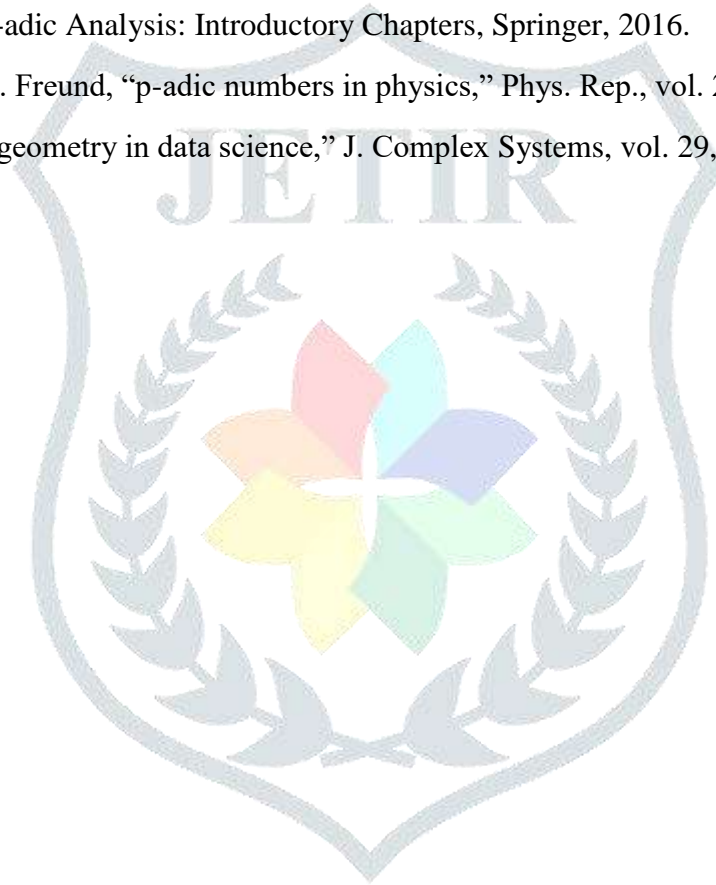 -adic Analysis: Introductory Chapters, Springer, 2016.
. Freund, “p-adic numbers in physics,” Phys. Rep., vol.
geometry in data science,” J. Complex Systems, vol. 29,
JETIR